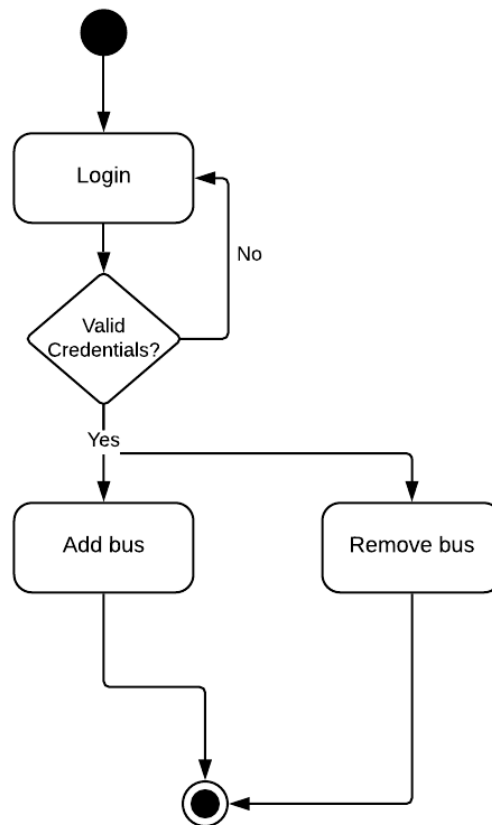 Login
No
Valid
Credentials?
Yes
Add bus
Remove bus